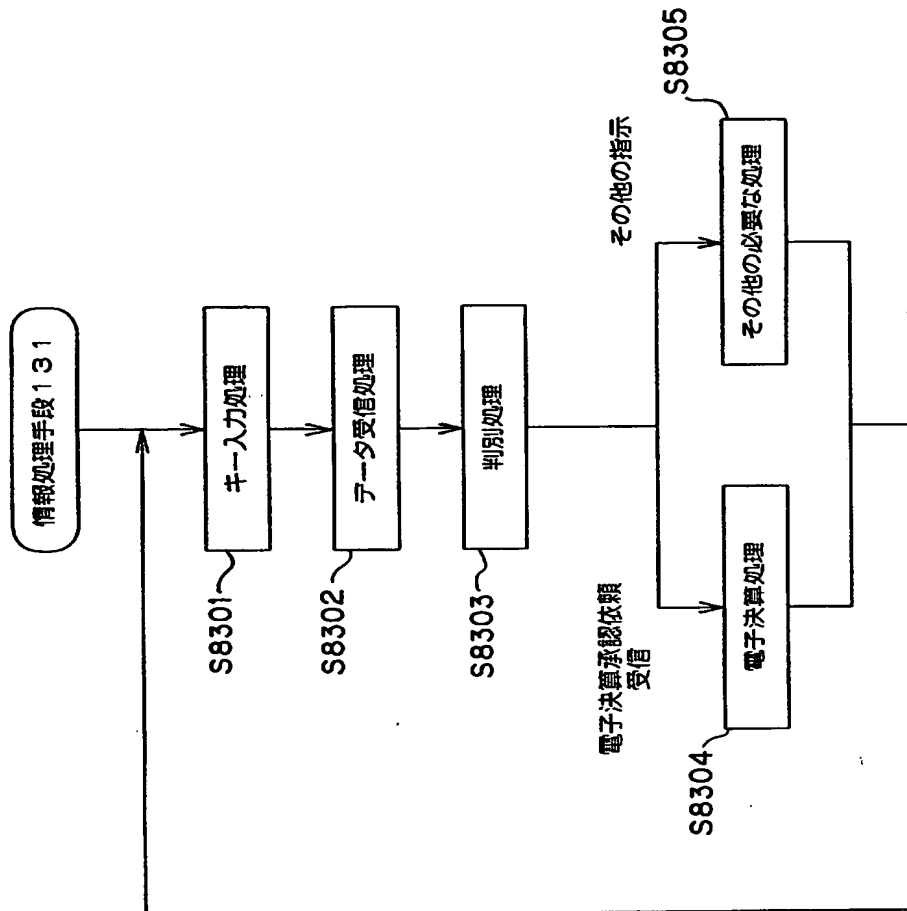 情報処理手段131
S8301
キー入力処理
S8302
データ受信処理
S8303
判別処理
電子決算承認依頼
受信
その他の指示
S8304
電子決算処理
S8305
その他の必要な処理